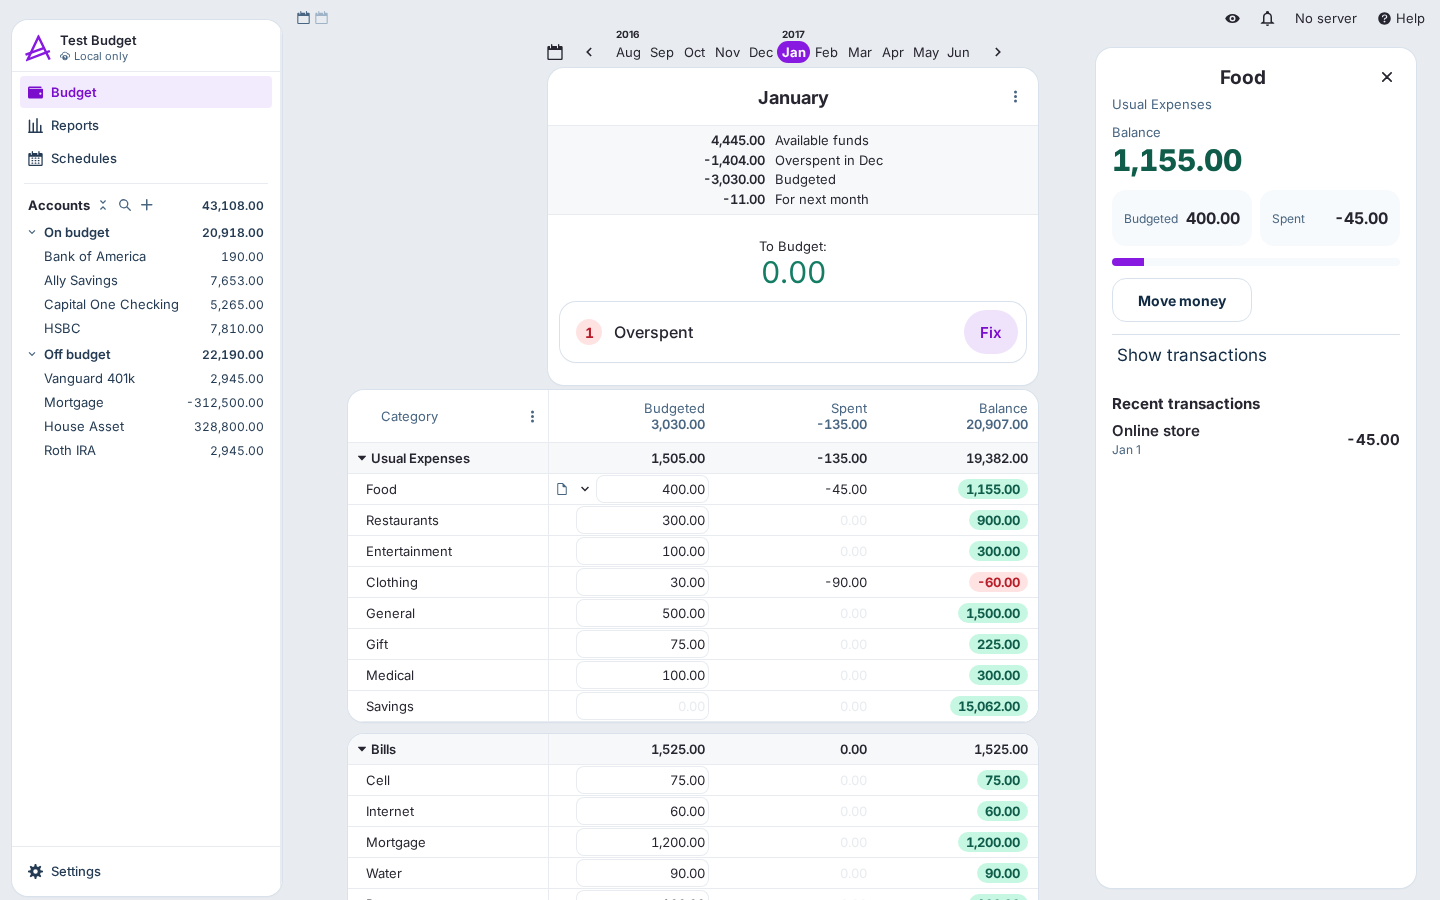 Test Budget
Local only
Budget
Reports
Schedules
Accounts 43,108.00
On budget 20,918.00
Bank of America 190.00
Ally Savings 7,653.00
Capital One Checking 5,265.00
HSBC 7,810.00
Off budget 22,190.00
Vanguard 401k 2,945.00
Mortgage -312,500.00
House Asset 328,800.00
Roth IRA 2,945.00
Settings
No server
Help
2016 2017
Aug Sep Oct Nov Dec Jan Feb Mar Apr May Jun
January
4,445.00 Available funds
-1,404.00 Overspent in Dec
-3,030.00 Budgeted
-11.00 For next month
To Budget:
0.00
1 Overspent Fix
Category Budgeted Spent Balance
3,030.00 -135.00 20,907.00
Usual Expenses 1,505.00 -135.00 19,382.00
Food 400.00 -45.00 1,155.00
Restaurants 300.00 0.00 900.00
Entertainment 100.00 0.00 300.00
Clothing 30.00 -90.00 -60.00
General 500.00 0.00 1,500.00
Gift 75.00 0.00 225.00
Medical 100.00 0.00 300.00
Savings 0.00 0.00 15,062.00
Bills 1,525.00 0.00 1,525.00
Cell 75.00 0.00 75.00
Internet 60.00 0.00 60.00
Mortgage 1,200.00 0.00 1,200.00
Water 90.00 0.00 90.00
Food
Usual Expenses
Balance
1,155.00
Budgeted 400.00 Spent -45.00
Move money
Show transactions
Recent transactions
Online store -45.00
Jan 1